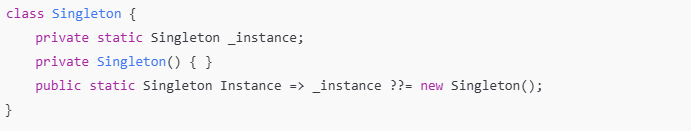 class Singleton {
    private static Singleton _instance;
    private Singleton() { }
    public static Singleton Instance => _instance ??= new Singleton();
}